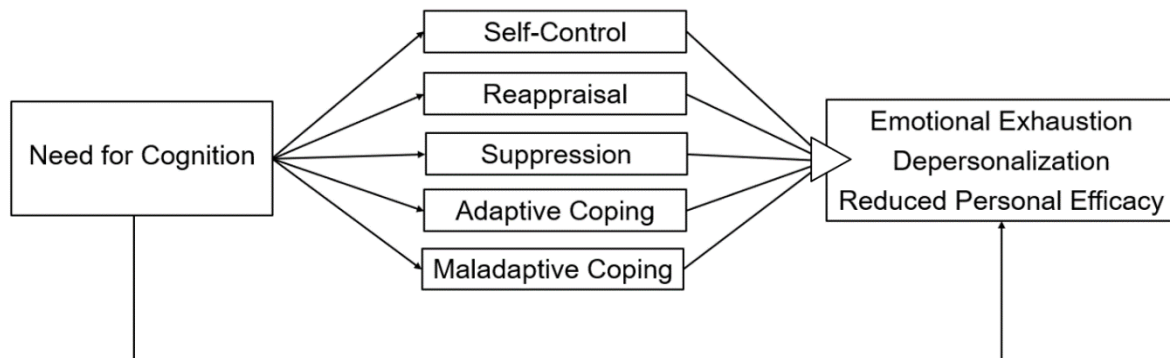 Need for Cognition
Self-Control
Reappraisal
Suppression
Adaptive Coping
Maladaptive Coping
Emotional Exhaustion
Depersonalization
Reduced Personal Efficacy